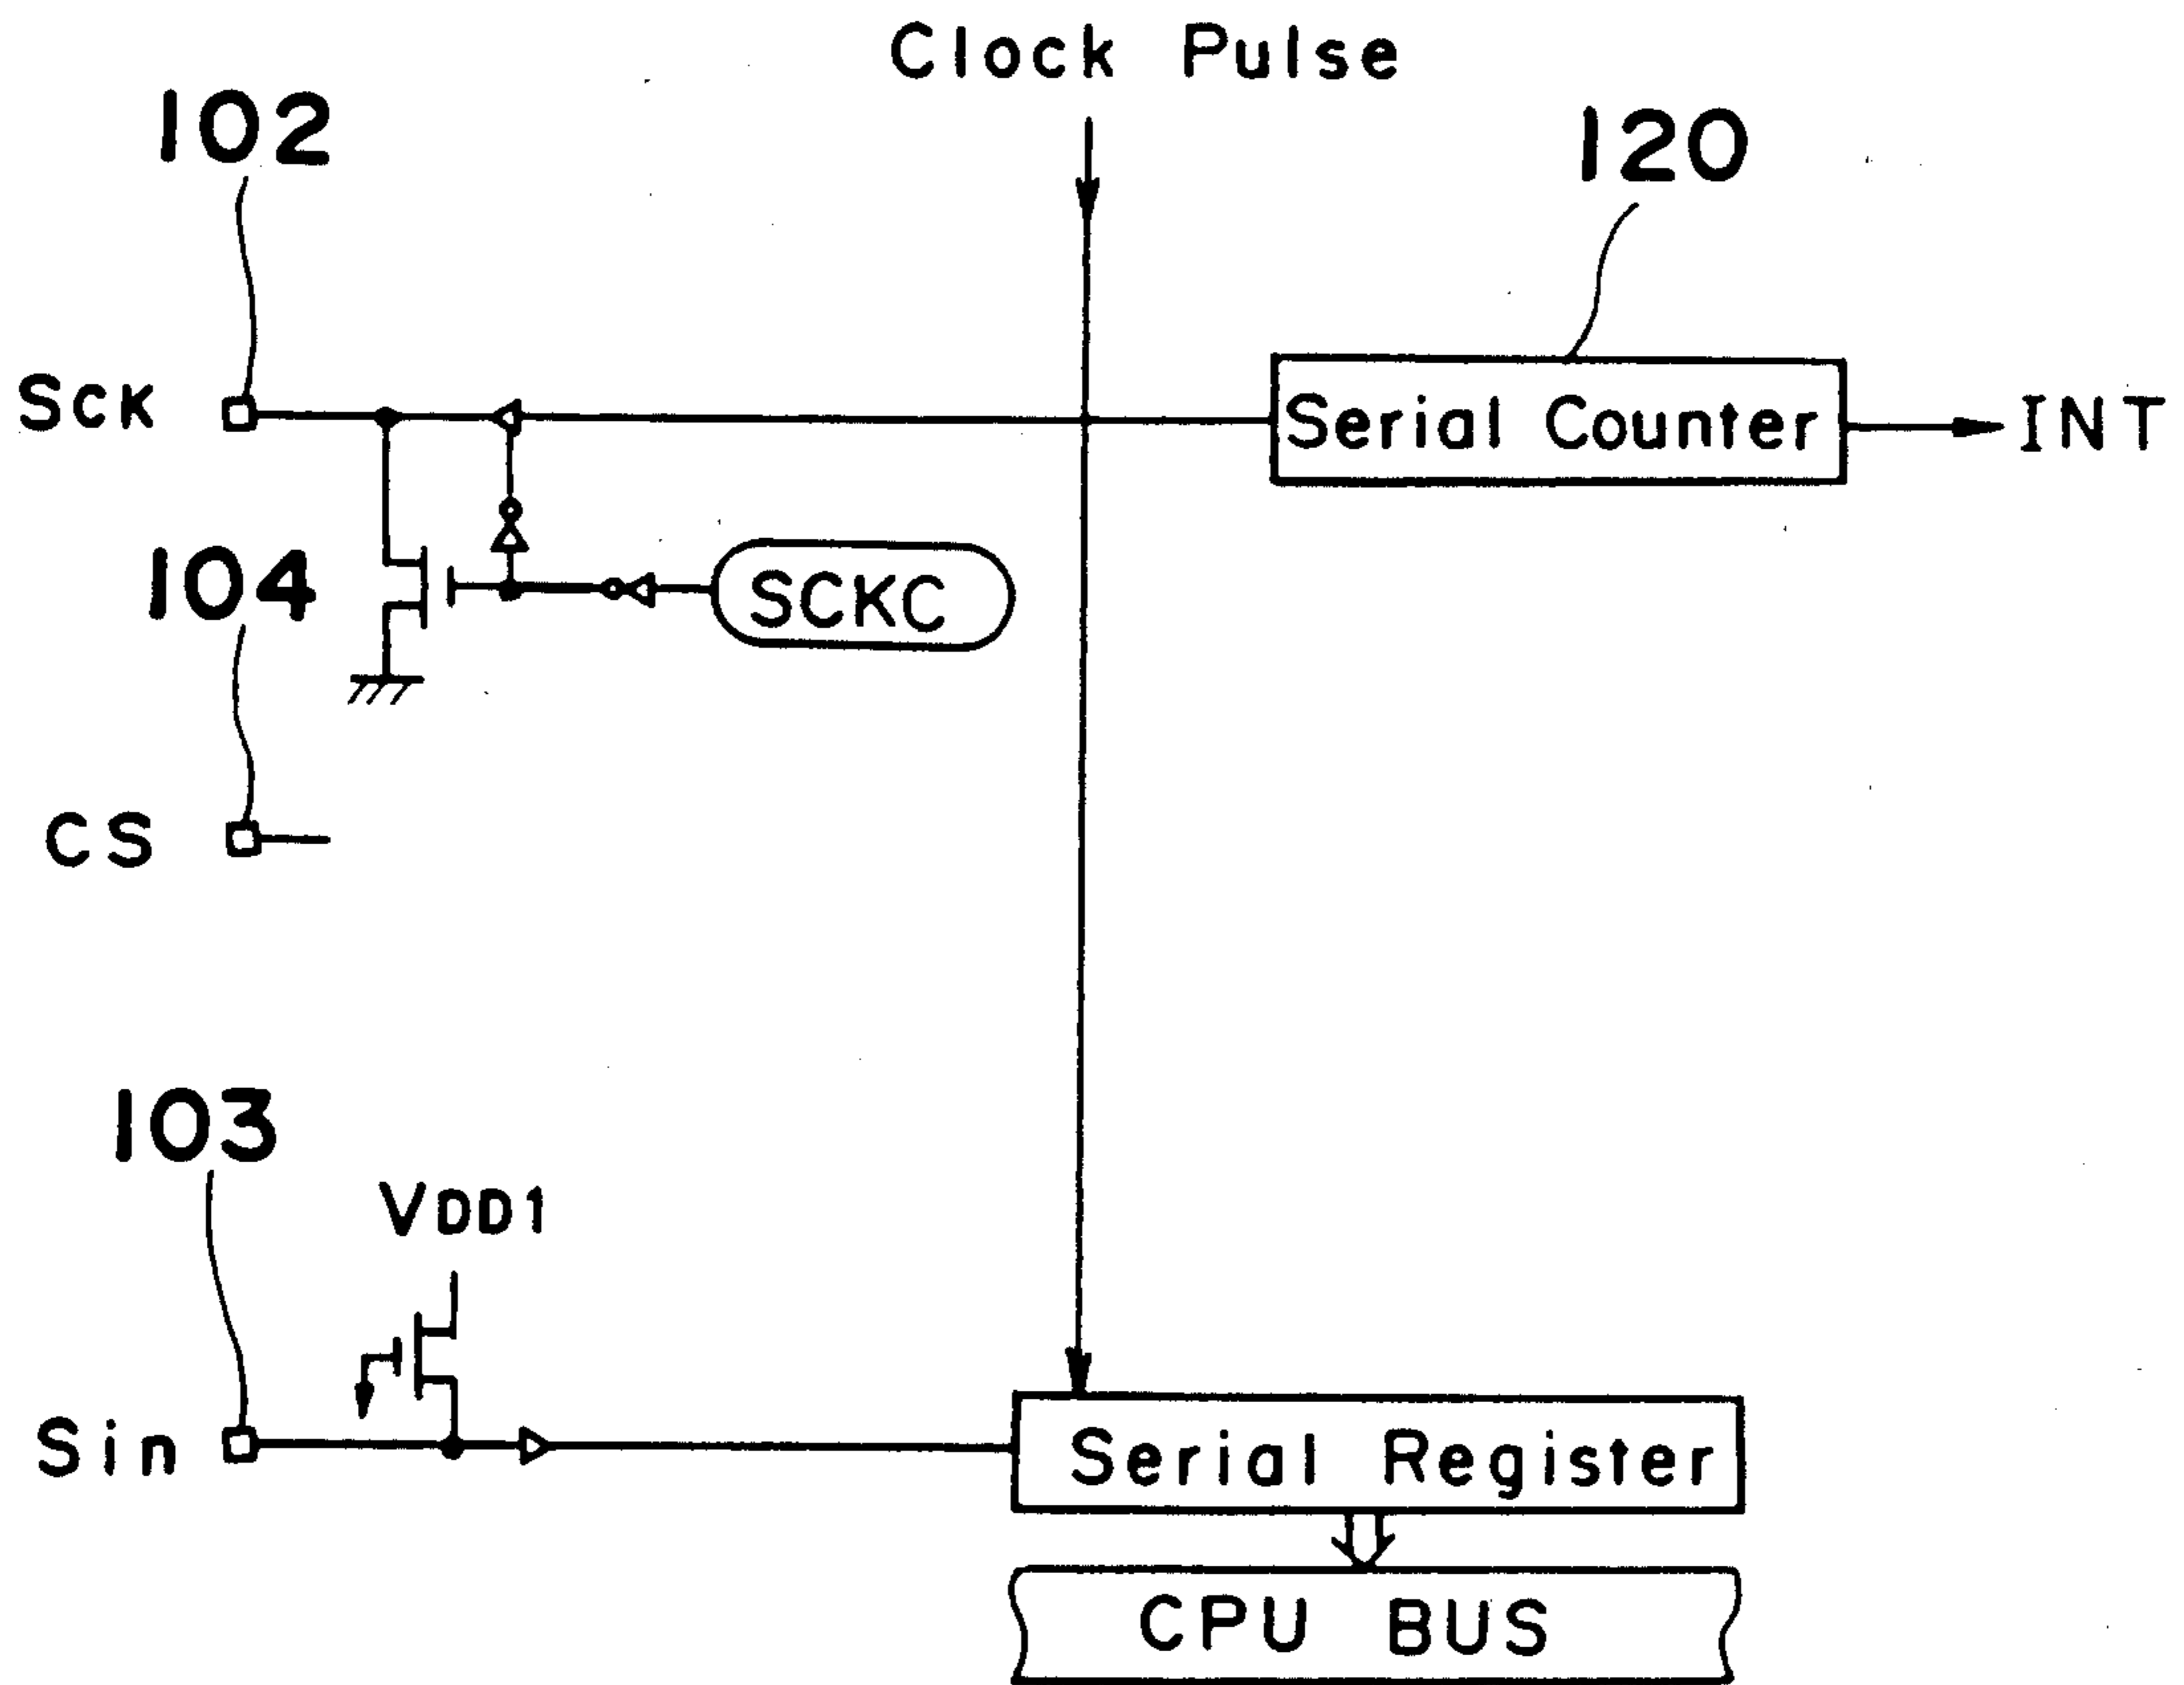 Clock Pulse
102
120
Sck
Serial Counter
INT
104
SCKC
CS
103
VDD1
Sin
Serial Register
CPU BUS